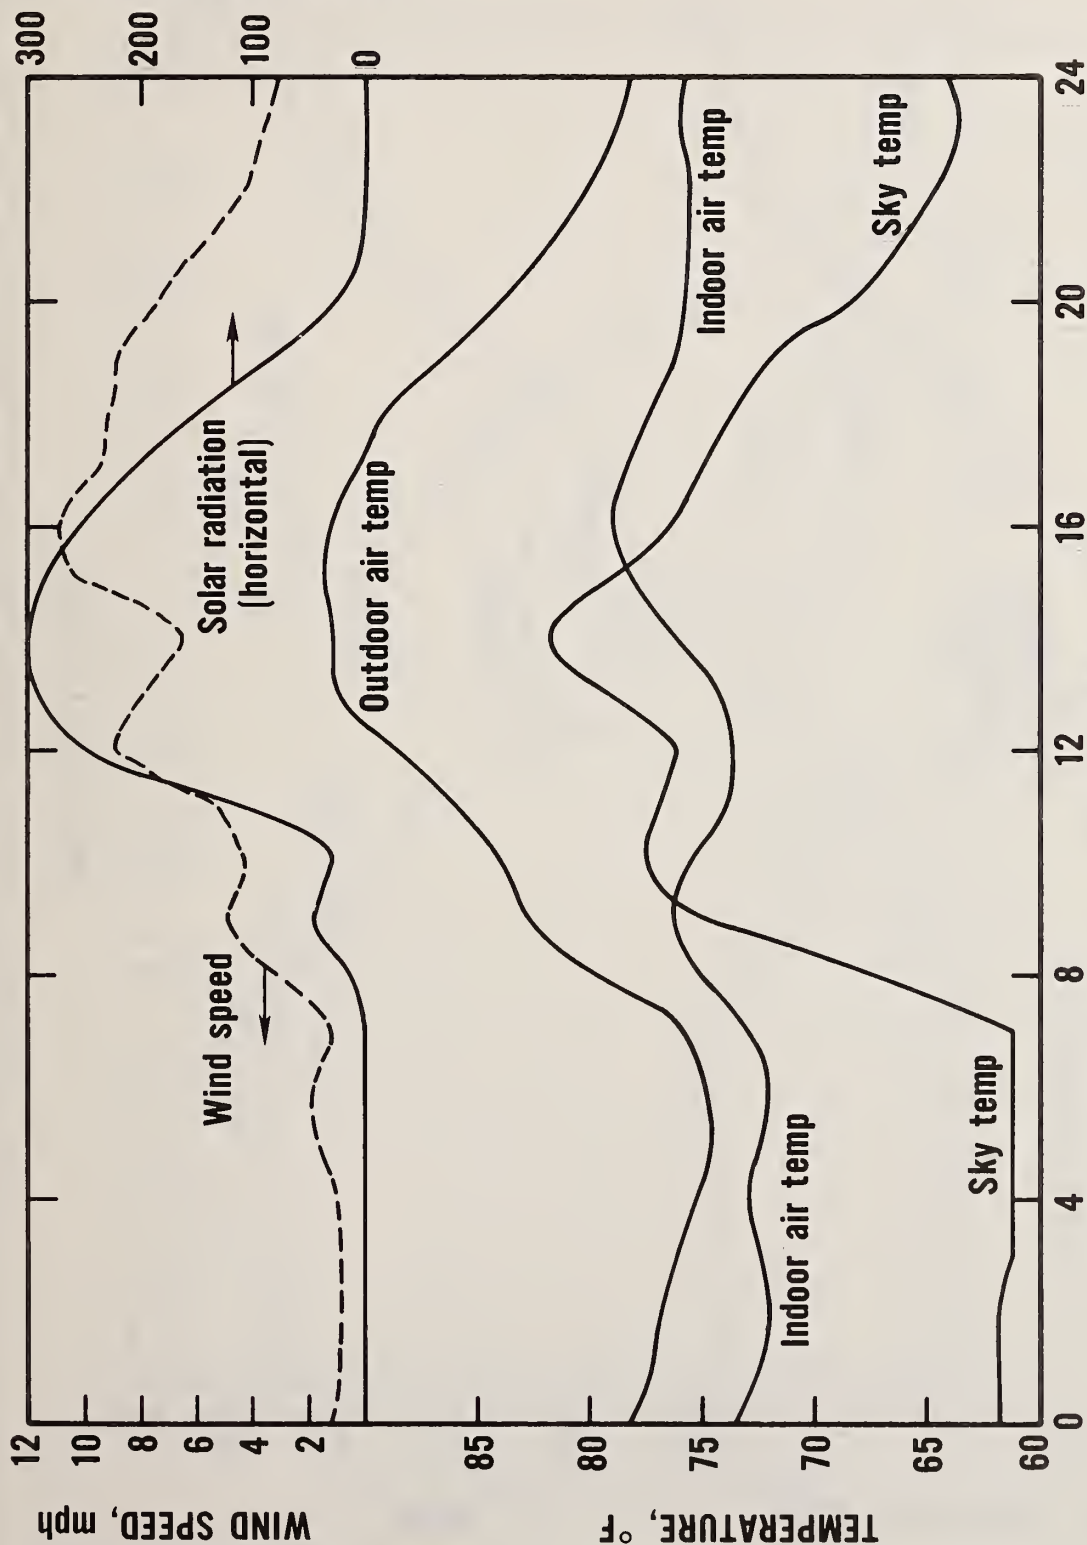 WIND SPEED, mph
12
10
8
6
4
2
300
200
100
0
Wind speed
Solar radiation
(horizontal)
Outdoor air temp
TEMPERATURE, °F
85
80
75
70
65
60
Indoor air temp
Indoor air temp
Sky temp
Sky temp
0
4
8
12
16
20
24